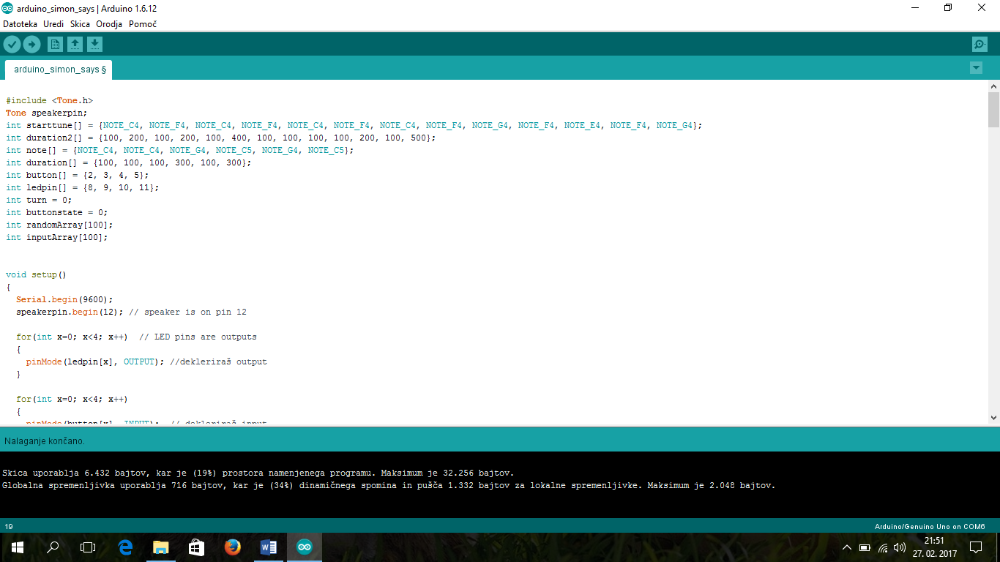 arduino_simon_says | Arduino 1.6.12
Datoteka Uredi Skica Orodja Pomoč
arduino_simon_says §
#include <Tone.h>
Tone speakerpin;
int starttune[] = {NOTE_C4, NOTE_F4, NOTE_C4, NOTE_F4, NOTE_C4, NOTE_F4, NOTE_C4, NOTE_F4, NOTE_G4, NOTE_F4, NOTE_E4, NOTE_F4, NOTE_G4};
int duration2[] = {100, 200, 100, 200, 100, 400, 100, 100, 100, 100, 200, 100, 500};
int note[] = {NOTE_C4, NOTE_C4, NOTE_G4, NOTE_C5, NOTE_G4, NOTE_C5};
int duration[] = {100, 100, 100, 300, 100, 300};
int button[] = {2, 3, 4, 5};
int ledpin[] = {8, 9, 10, 11};
int turn = 0;
int buttonstate = 0;
int randomArray[100];
int inputArray[100];
void setup()
{
Serial.begin(9600);
speakerpin.begin(12); // speaker is on pin 12
for(int x=0; x<4; x++) // LED pins are outputs
{
pinMode(ledpin[x], OUTPUT); //dekleriraš output
}
for(int x=0; x<4; x++)
{
pinMode(button[x], INPUT); // dekleriraš input
Nalaganje končano.
Skica uporablja 6.432 bajtov, kar je (19%) prostora namenjenega programu. Maksimum je 32.256 bajtov.
Globalna spremenljivka uporablja 716 bajtov, kar je (34%) dinamičnega spomina in pušča 1.332 bajtov za lokalne spremenljivke. Maksimum je 2.048 bajtov.
19
Arduino/Genuino Uno on COM6
21:51
27. 02. 2017